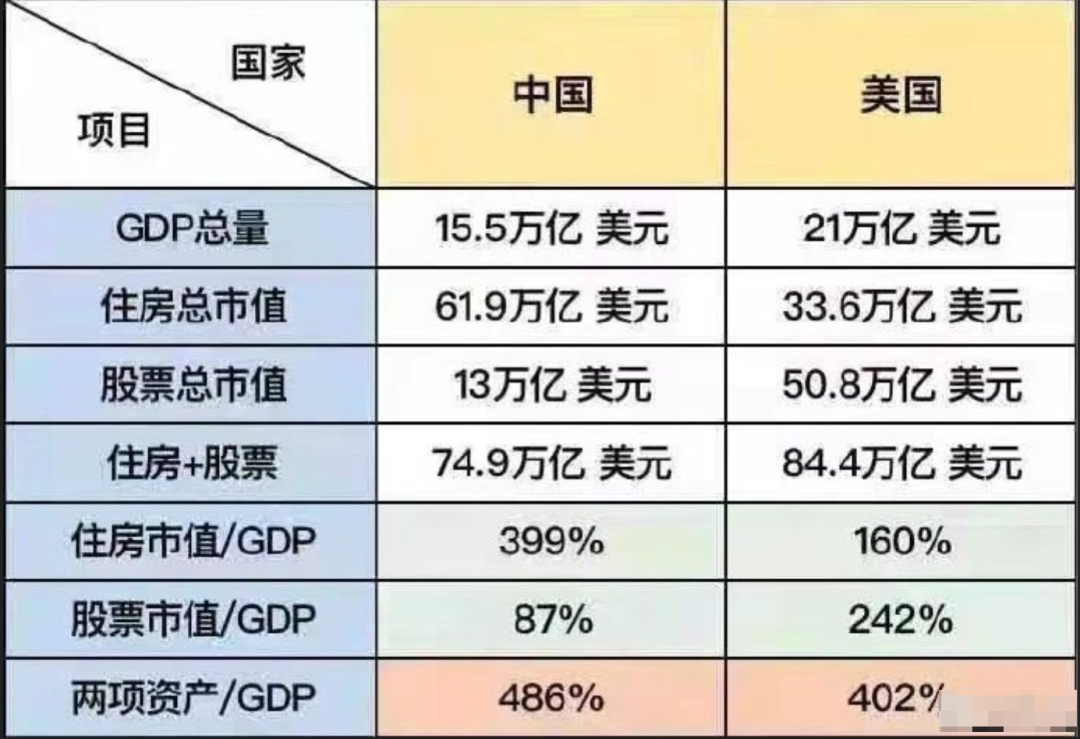 国家
项目
中国 美国
GDP总量 15.5万亿 美元 21万亿 美元
住房总市值 61.9万亿 美元 33.6万亿 美元
股票总市值 13万亿 美元 50.8万亿 美元
住房+股票 74.9万亿 美元 84.4万亿 美元
住房市值/GDP 399% 160%
股票市值/GDP 87% 242%
两项资产/GDP 486% 402%